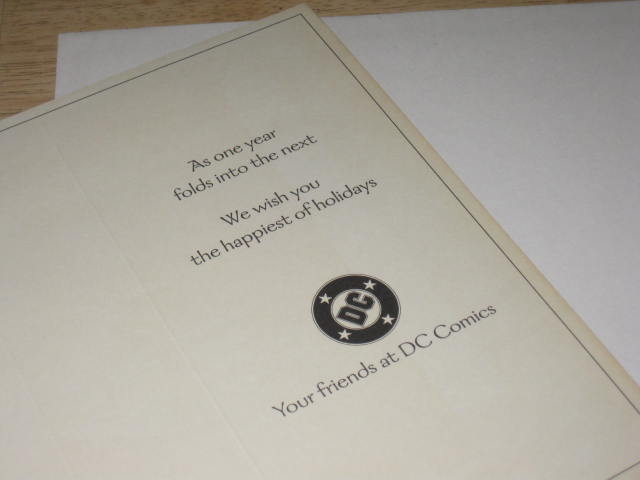 As one year
folds into the next
We wish you
the happiest of holidays
DC
Your friends at DC Comics